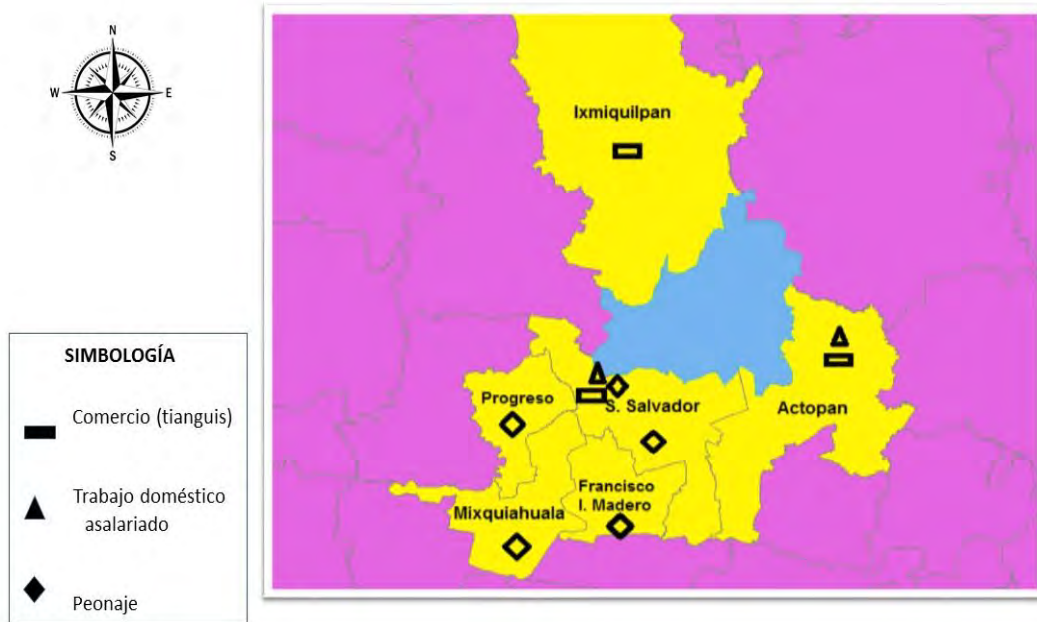 N
W
E
S
Ixmiquilpan
Progreso
S. Salvador
Actopan
Francisco
I. Madero
Mixquiahuala
SIMBOLOGÍA
Comercio (tianguis)
Trabajo doméstico
asalariado
Peonaje